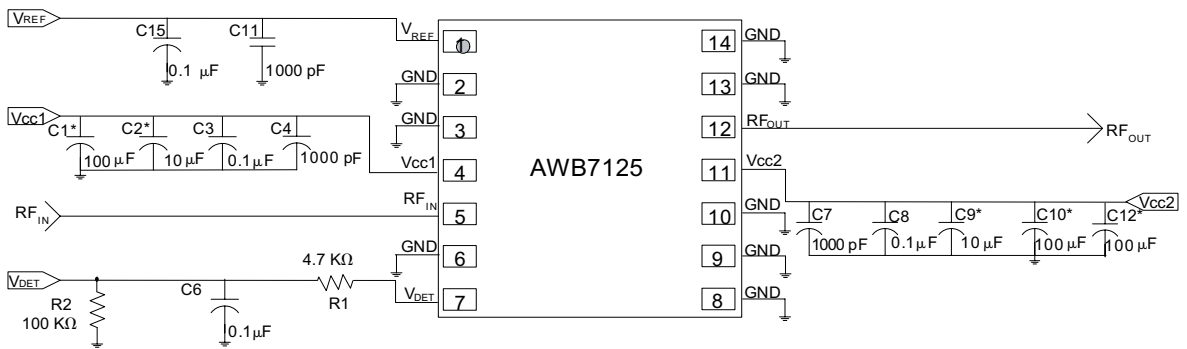 VREF
C15
C11
0.1 µF
1000 pF
VREF
1
GND
2
GND
3
Vcc1
C1*
C2*
C3
C4
100 µF
10 µF
0.1 µF
1000 pF
Vcc1
4
RFIN
RFIN
5
GND
6
VDET
4.7 KΩ
R1
R2
100 KΩ
C6
0.1µF
VDET
7
AWB7125
14
GND
13
GND
12
RFOUT
RFOUT
11
Vcc2
Vcc2
10
GND
C7
C8
C9*
C10*
C12*
1000 pF
0.1µF
10 µF
100 µF
100 µF
9
GND
8
GND